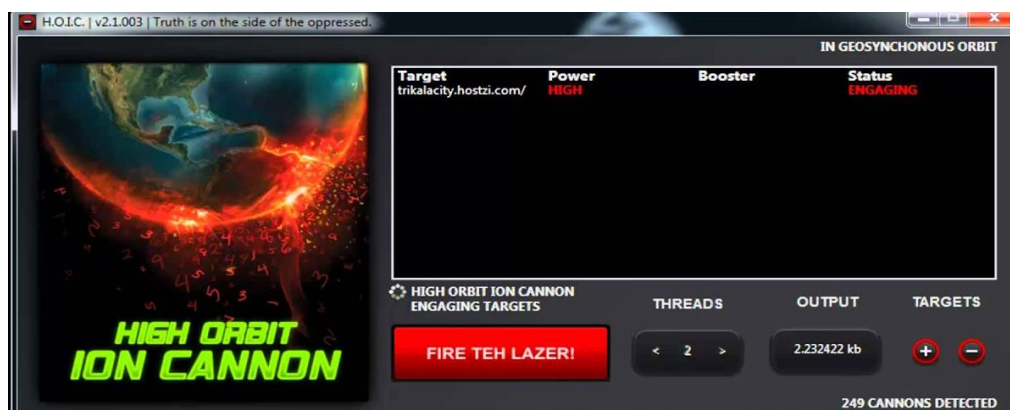 H.O.I.C. | v2.1.003 | Truth is on the side of the oppressed.
IN GEOSYNCHONOUS ORBIT
Target Power Booster Status
trikalacity.hostzi.com/ HIGH ENGAGING
HIGH ORBIT
ION CANNON
HIGH ORBIT ION CANNON
ENGAGING TARGETS
THREADS OUTPUT TARGETS
FIRE TEH LAZER! < 2 > 2.232422 kb + −
249 CANNONS DETECTED